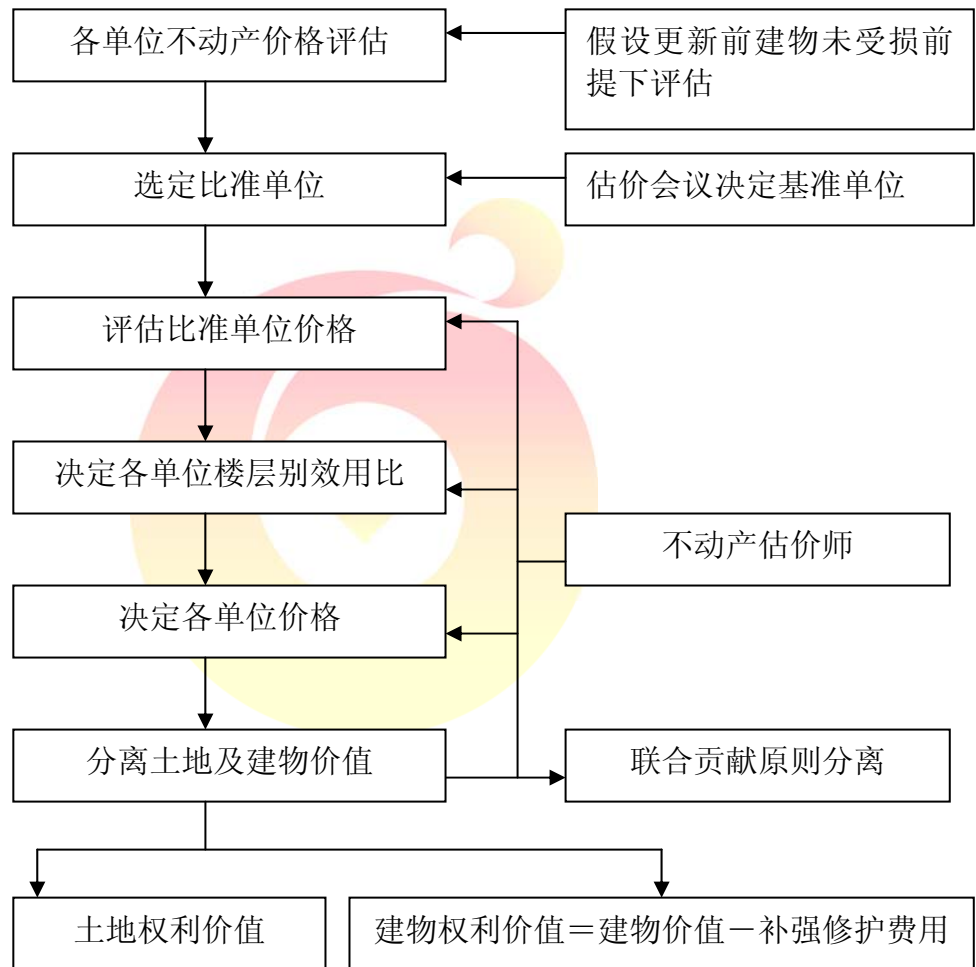 各单位不动产价格评估
假设更新前建物未受损前
提下评估
选定比准单位
估价会议决定基准单位
评估比准单位价格
决定各单位楼层别效用比
不动产估价师
决定各单位价格
分离土地及建物价值
联合贡献原则分离
土地权利价值
建物权利价值＝建物价值－补强修护费用